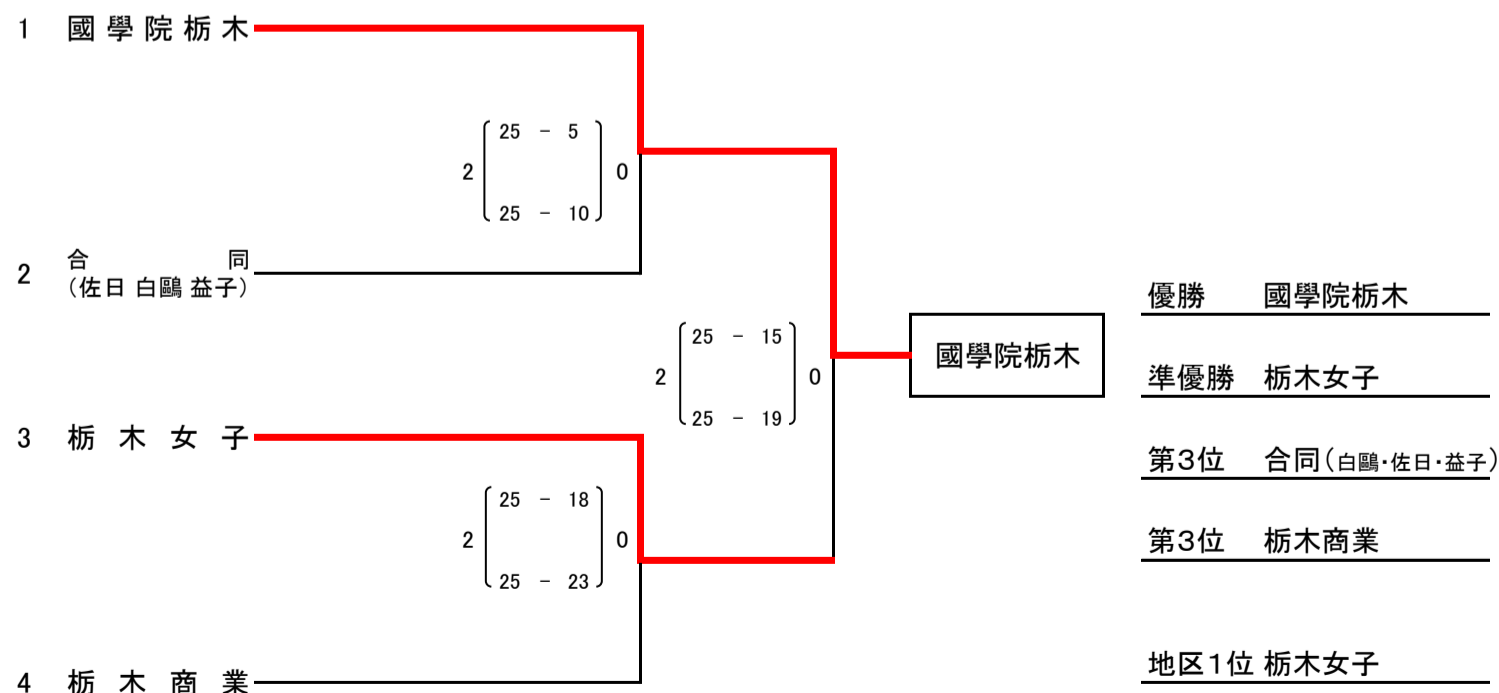 1 國學院栃木
25 - 5
2 0
25 - 10
2 合同
（佐日 白鷗 益子）
25 - 15
2 0
25 - 19
國學院栃木
3 栃木女子
25 - 18
2 0
25 - 23
4 栃木商業
優勝 國學院栃木
準優勝 栃木女子
第3位 合同（白鷗・佐日・益子）
第3位 栃木商業
地区1位 栃木女子